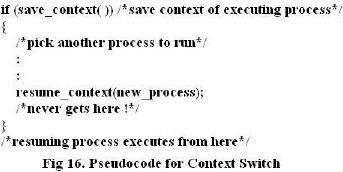 if (save_context( )) /*save context of executing process*/
{
/*pick another process to run*/
:
:
resume_context(new_process);
/*never gets here !*/
}
/*resuming process executes from here*/
Fig 16. Pseudocode for Context Switch